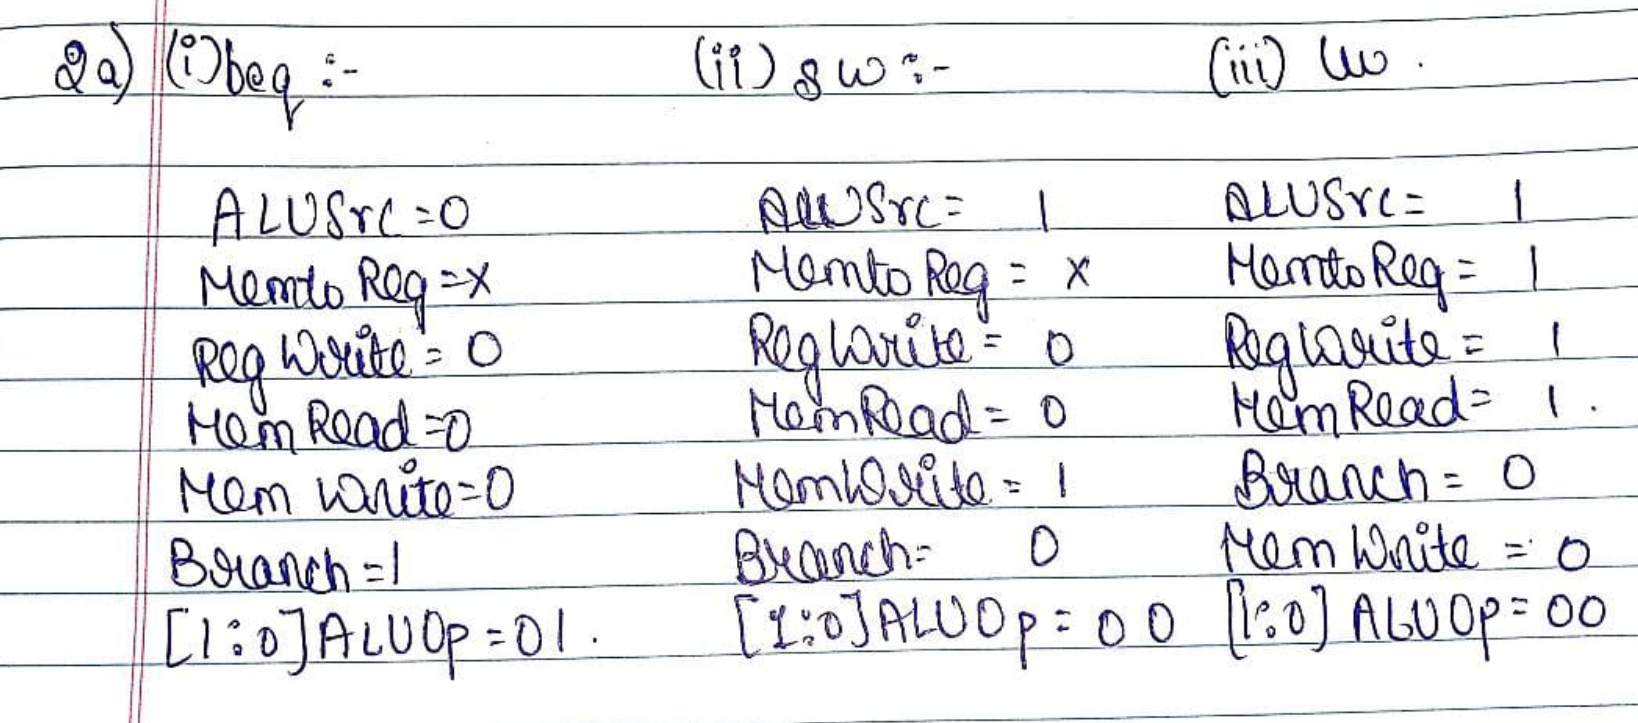 2a) (i) beq :- (ii) sw :- (iii) lw .
ALUSrc = 0 ALUSrc = 1 ALUSrc = 1
MemtoReg = X MemtoReg = X MemtoReg = 1
RegWrite = 0 RegWrite = 0 RegWrite = 1
MemRead = 0 MemRead = 0 MemRead = 1 .
MemWrite = 0 MemWrite = 1 Branch = 0
Branch = 1 Branch = 0 MemWrite = 0
[1:0] ALUOp = 01 . [1:0] ALUOp = 00 [1:0] ALUOp = 00